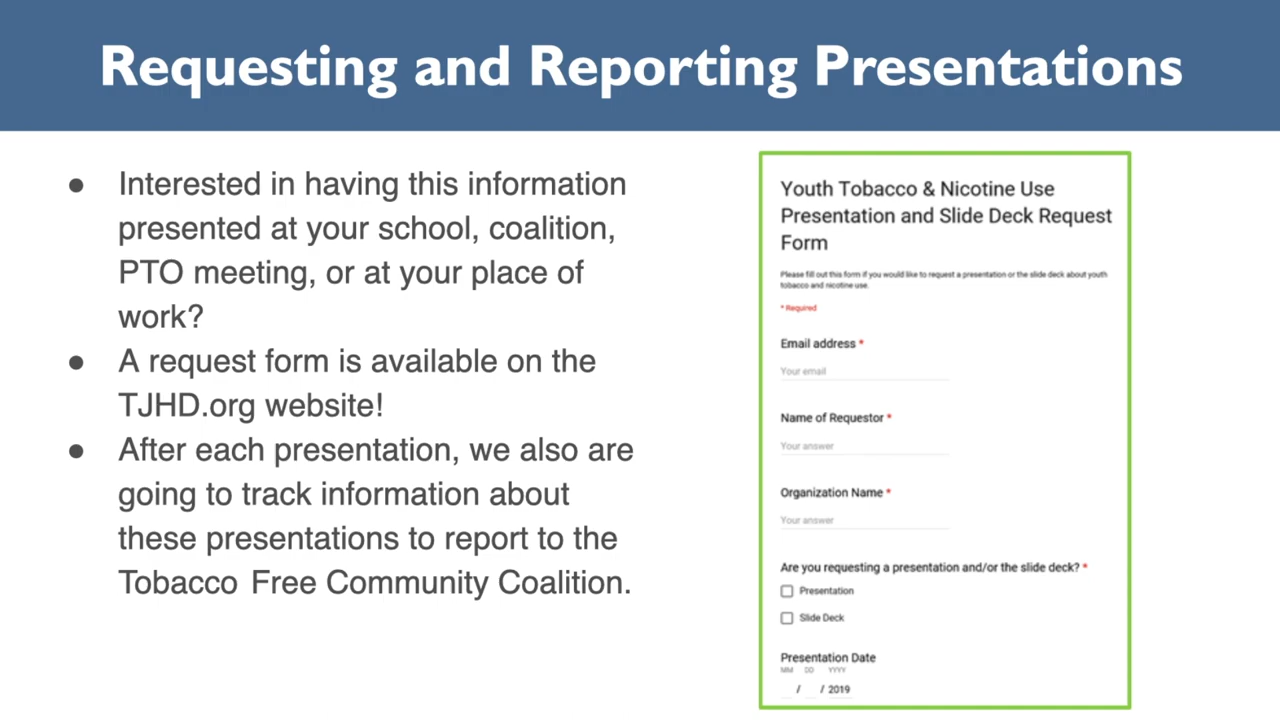 Requesting and Reporting Presentations
● Interested in having this information
presented at your school, coalition,
PTO meeting, or at your place of
work?
● A request form is available on the
TJHD.org website!
● After each presentation, we also are
going to track information about
these presentations to report to the
Tobacco Free Community Coalition.
Youth Tobacco & Nicotine Use
Presentation and Slide Deck Request
Form
Please fill out this form if you would like to request a presentation or the slide deck about youth
tobacco and nicotine use.
* Required
Email address *
Your email
Name of Requestor *
Your answer
Organization Name *
Your answer
Are you requesting a presentation and/or the slide deck? *
Presentation
Slide Deck
Presentation Date
MM DD YYYY
/ / 2019